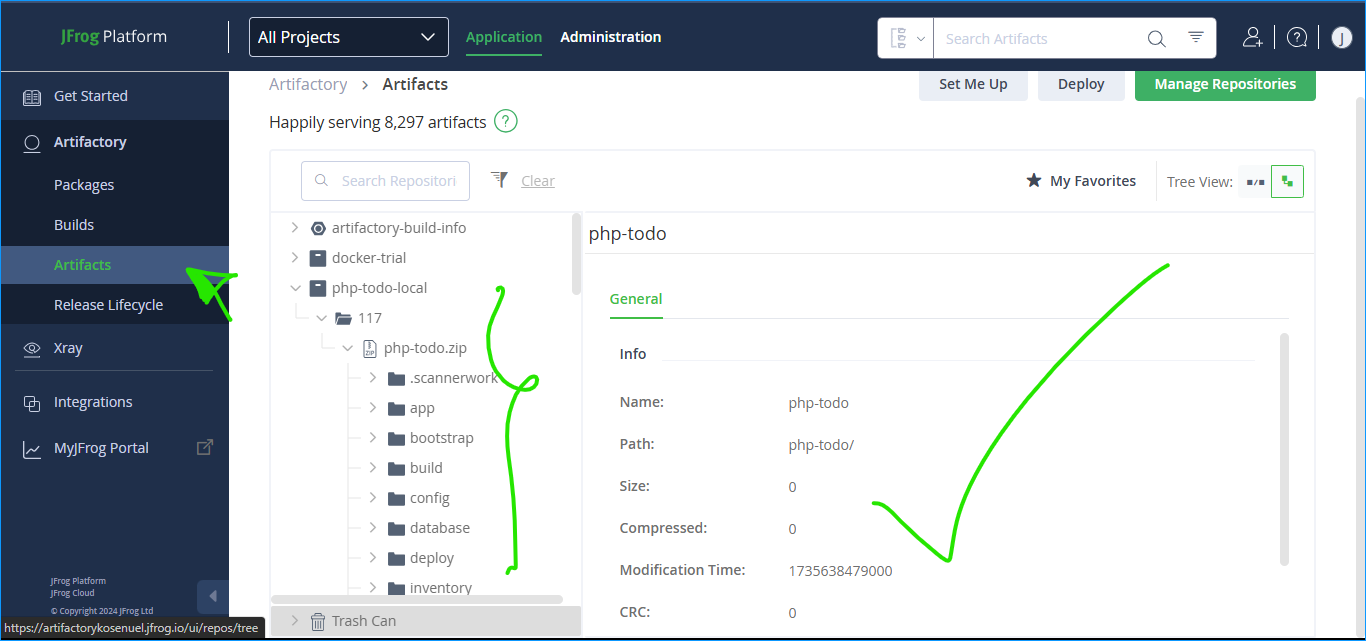 JFrog Platform
All Projects
Application
Administration
Search Artifacts
J
Get Started
Artifactory
Packages
Builds
Artifacts
Release Lifecycle
Xray
Integrations
MyJFrog Portal
JFrog Platform
JFrog Cloud
© Copyright 2024 JFrog Ltd
https://artifactorykosenuel.jfrog.io/ui/repos/tree
Artifactory > Artifacts
Set Me Up
Deploy
Manage Repositories
Happily serving 8,297 artifacts ?
Search Repositori
Clear
My Favorites
Tree View:
artifactory-build-info
docker-trial
php-todo-local
117
php-todo.zip
.scannerwork
app
bootstrap
build
config
database
deploy
inventory
Trash Can
php-todo
General
Info
Name: php-todo
Path: php-todo/
Size: 0
Compressed: 0
Modification Time: 1735638479000
CRC: 0